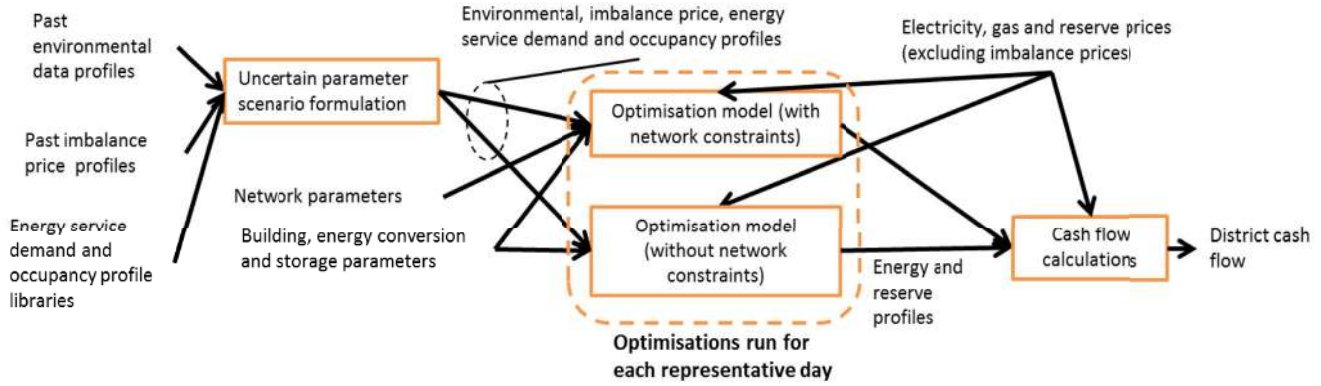 Past
environmental
data profiles
Past imbalance
price profiles
Energy service
demand and
occupancy profile
libraries
Uncertain parameter
scenario formulation
Environmental, imbalance price, energy
service demand and occupancy profiles
Network parameters
Building, energy conversion
and storage parameters
Optimisation model (with
network constraints)
Optimisation model
(without network
constraints)
Optimisations run for
each representative day
Electricity, gas and reserve prices
(excluding imbalance prices)
Energy and
reserve
profiles
Cash flow
calculations
District cash
flow